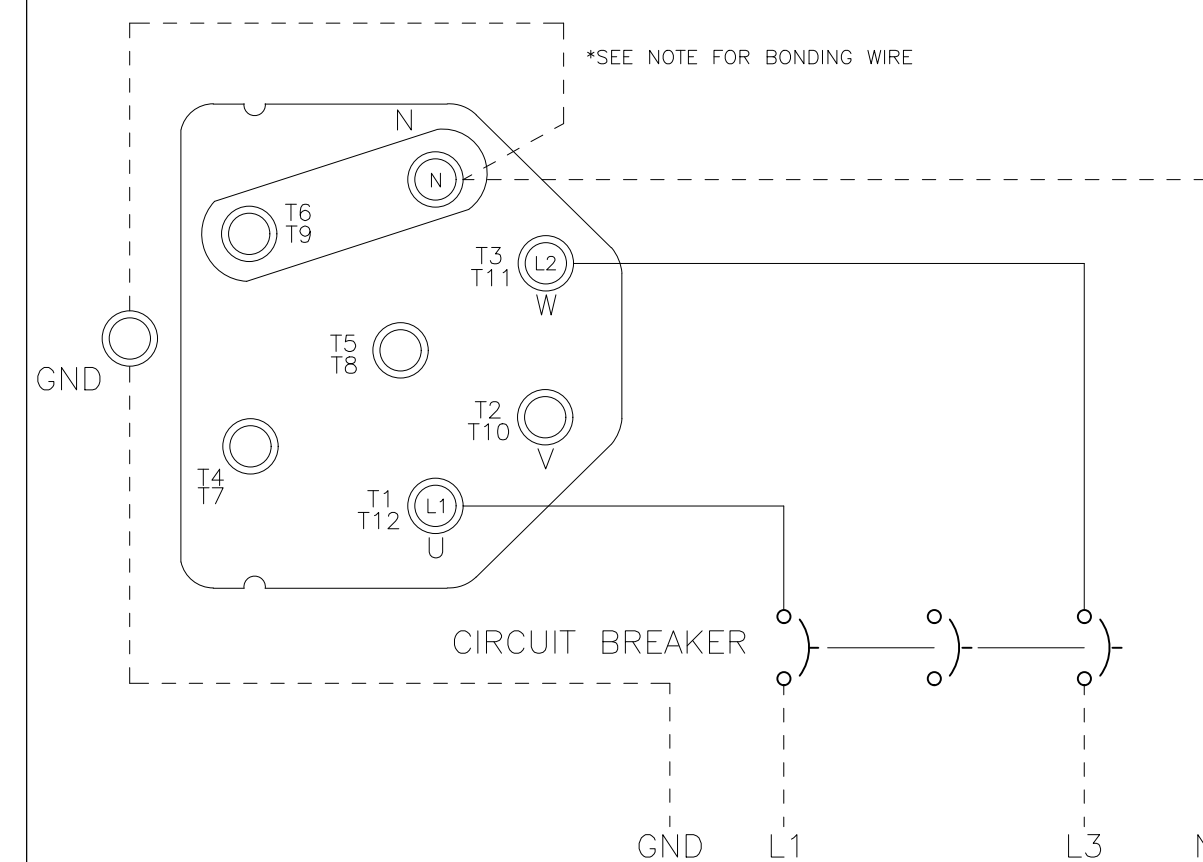 *SEE NOTE FOR BONDING WIRE
N
N
T6
T9
T3
T11
L2
W
T5
T8
GND
T2
T10
V
T4
T7
T1
T12
L1
U
CIRCUIT BREAKER
GND
L1
L3